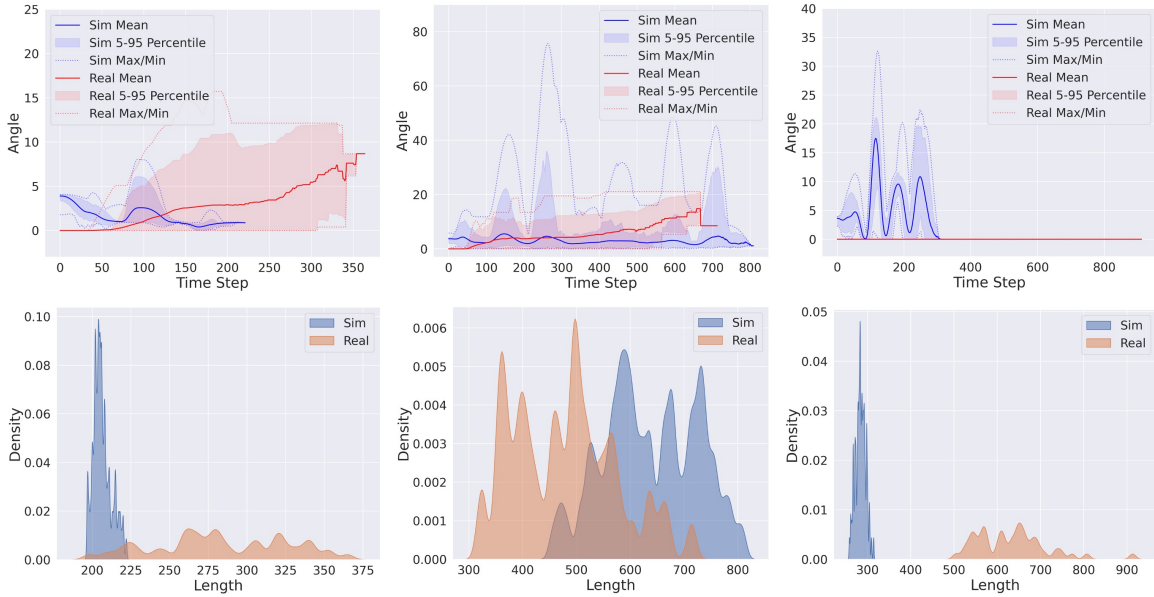 25
20
15
10
5
0
Angle
0 50 100 150 200 250 300 350
Time Step
Sim Mean
Sim 5-95 Percentile
Sim Max/Min
Real Mean
Real 5-95 Percentile
Real Max/Min
80
60
40
20
0
Angle
0 100 200 300 400 500 600 700 800
Time Step
Sim Mean
Sim 5-95 Percentile
Sim Max/Min
Real Mean
Real 5-95 Percentile
Real Max/Min
40
30
20
10
0
Angle
0 200 400 600 800
Time Step
Sim Mean
Sim 5-95 Percentile
Sim Max/Min
Real Mean
Real 5-95 Percentile
Real Max/Min
0.10
0.08
0.06
0.04
0.02
0.00
Density
200 225 250 275 300 325 350 375
Length
Sim
Real
0.006
0.005
0.004
0.003
0.002
0.001
0.000
Density
300 400 500 600 700 800
Length
Sim
Real
0.05
0.04
0.03
0.02
0.01
0.00
Density
300 400 500 600 700 800 900
Length
Sim
Real